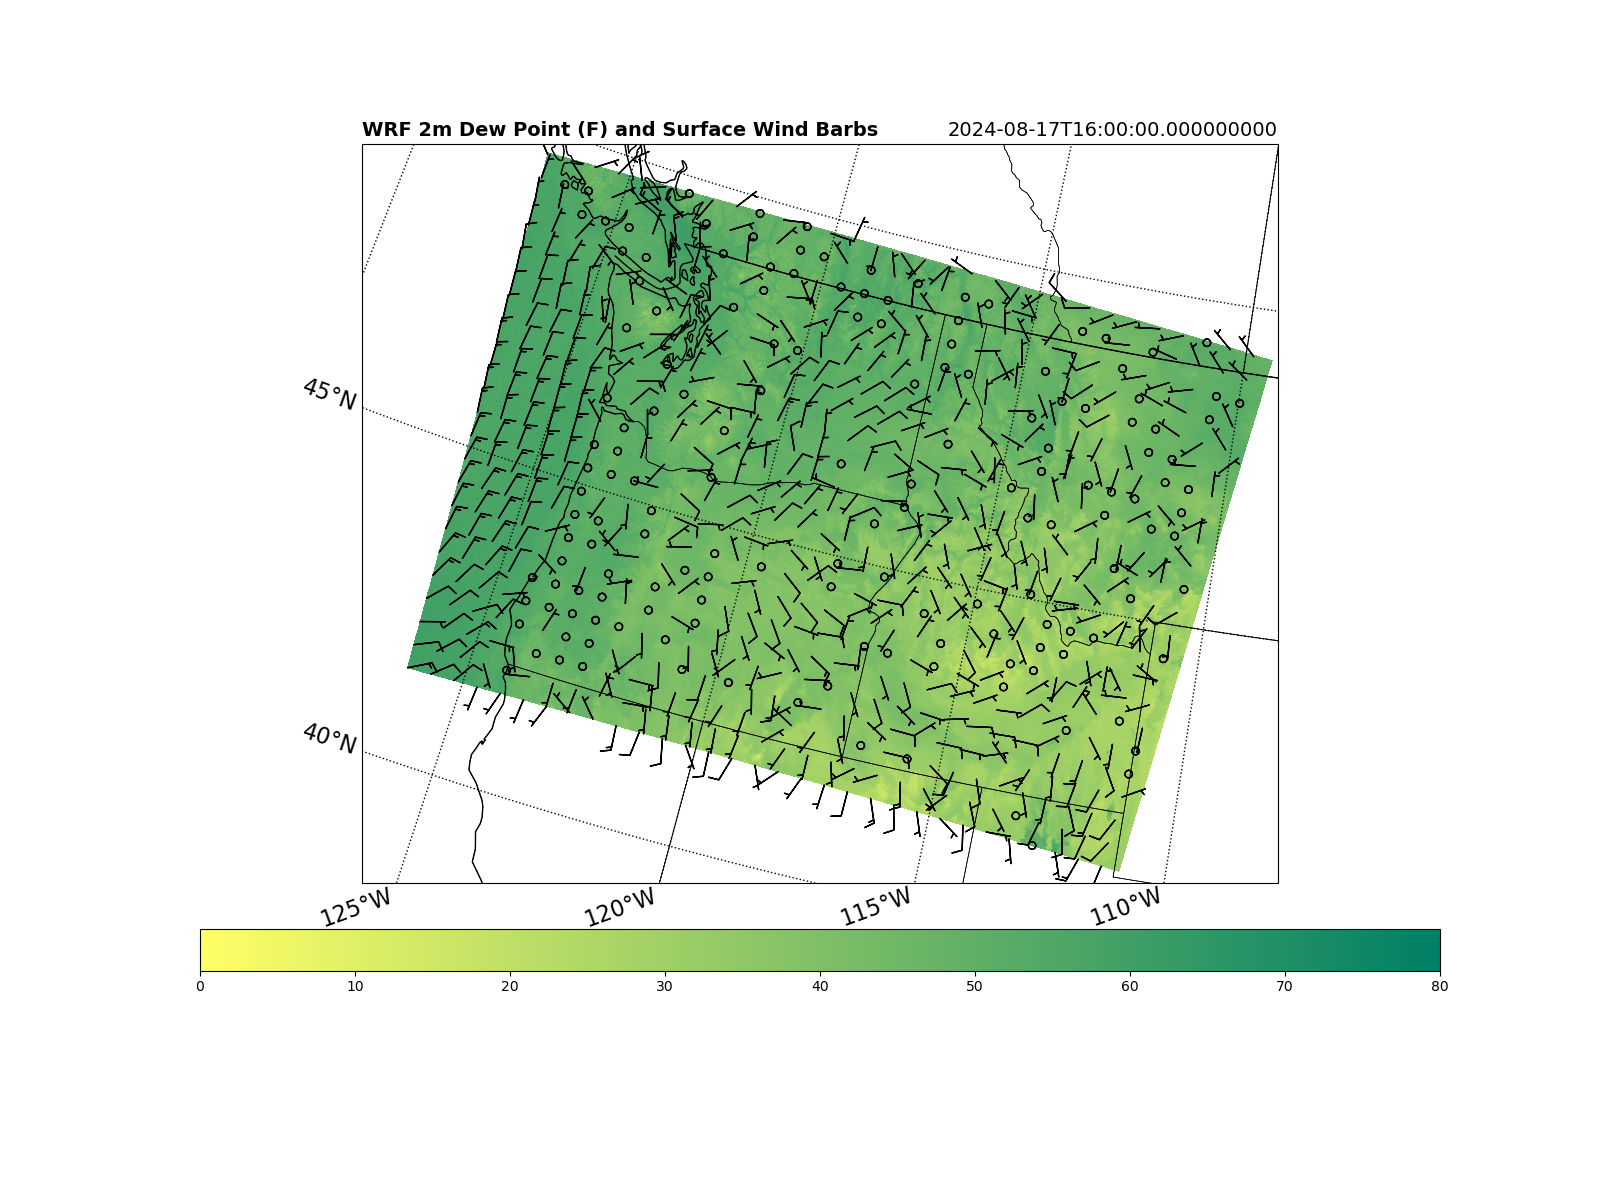 WRF 2m Dew Point (F) and Surface Wind Barbs 2024-08-17T16:00:00.000000000
45°N
40°N
125°W 120°W 115°W 110°W
0 10 20 30 40 50 60 70 80